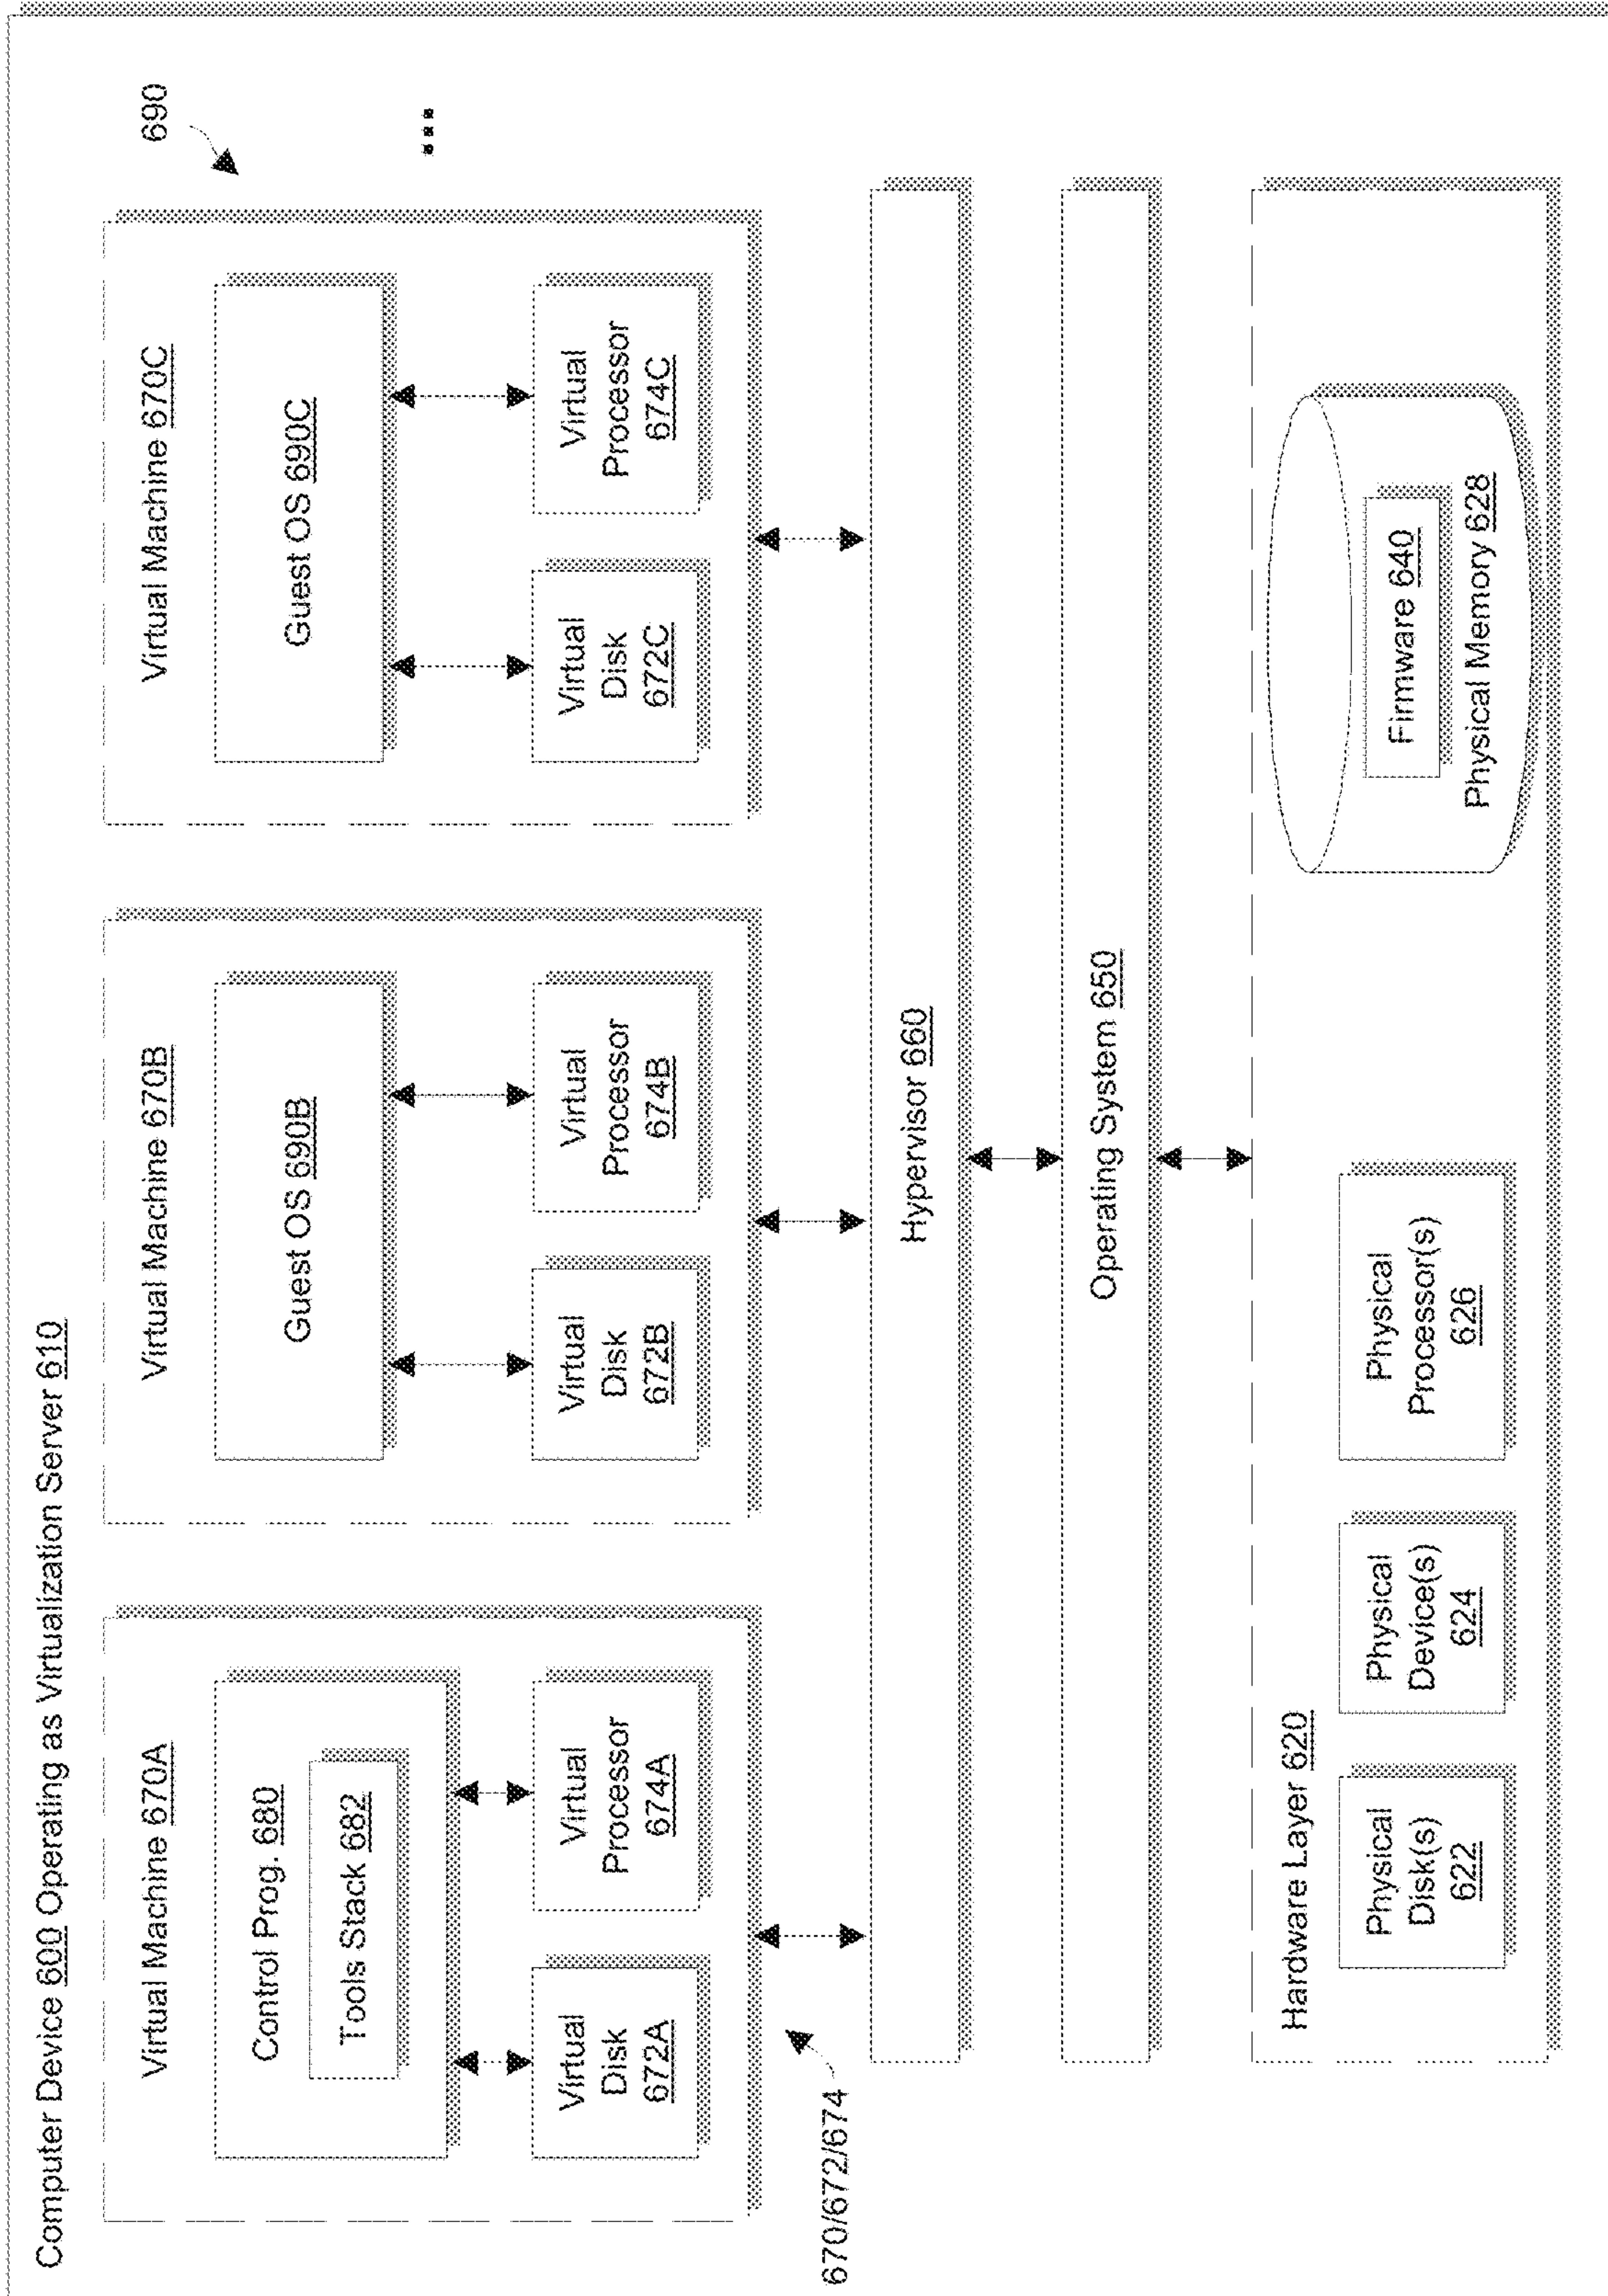 Computer Device 600 Operating as Virtualization Server 610
690
Virtual Machine 670A
Control Prog. 680
Tools Stack 682
Virtual
Disk
672A
Virtual
Processor
674A
Virtual Machine 670B
Guest OS 690B
Virtual
Disk
672B
Virtual
Processor
674B
Virtual Machine 670C
Guest OS 690C
Virtual
Disk
672C
Virtual
Processor
674C
...
670/672/674
Hypervisor 660
Operating System 650
Hardware Layer 620
Physical
Disk(s)
622
Physical
Device(s)
624
Physical
Processor(s)
626
Firmware 640
Physical Memory 628